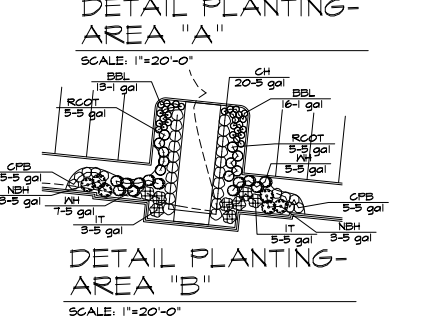 DETAIL PLANTING-
AREA "A"
SCALE: 1"=20'-0"
BBL
13-1 gal
CH
20-5 gal
RCOT
5-5 gal
BBL
16-1 gal
RCOT
5-5 gal
WH
5-5 gal
CPB
5-5 gal
NBH
3-5 gal
WH
7-5 gal
IT
3-5 gal
CPB
5-5 gal
NBH
3-5 gal
IT
5-5 gal
DETAIL PLANTING-
AREA "B"
SCALE: 1"=20'-0"